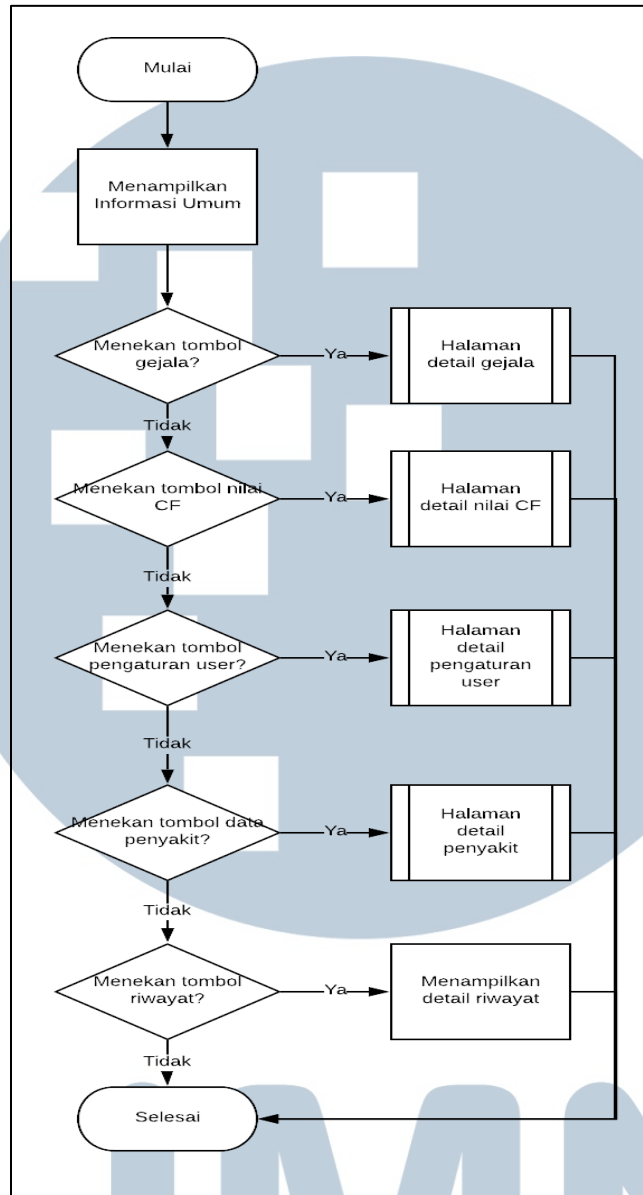 Mulai
Menampilkan
Informasi Umum
Menekan tombol
gejala?
Ya
Halaman
detail gejala
Tidak
Menekan tombol nilai
CF
Ya
Halaman
detail nilai CF
Tidak
Menekan tombol
pengaturan user?
Ya
Halaman
detail
pengaturan
user
Tidak
Menekan tombol data
penyakit?
Ya
Halaman
detail
penyakit
Tidak
Menekan tombol
riwayat?
Ya
Menampilkan
detail riwayat
Tidak
Selesai